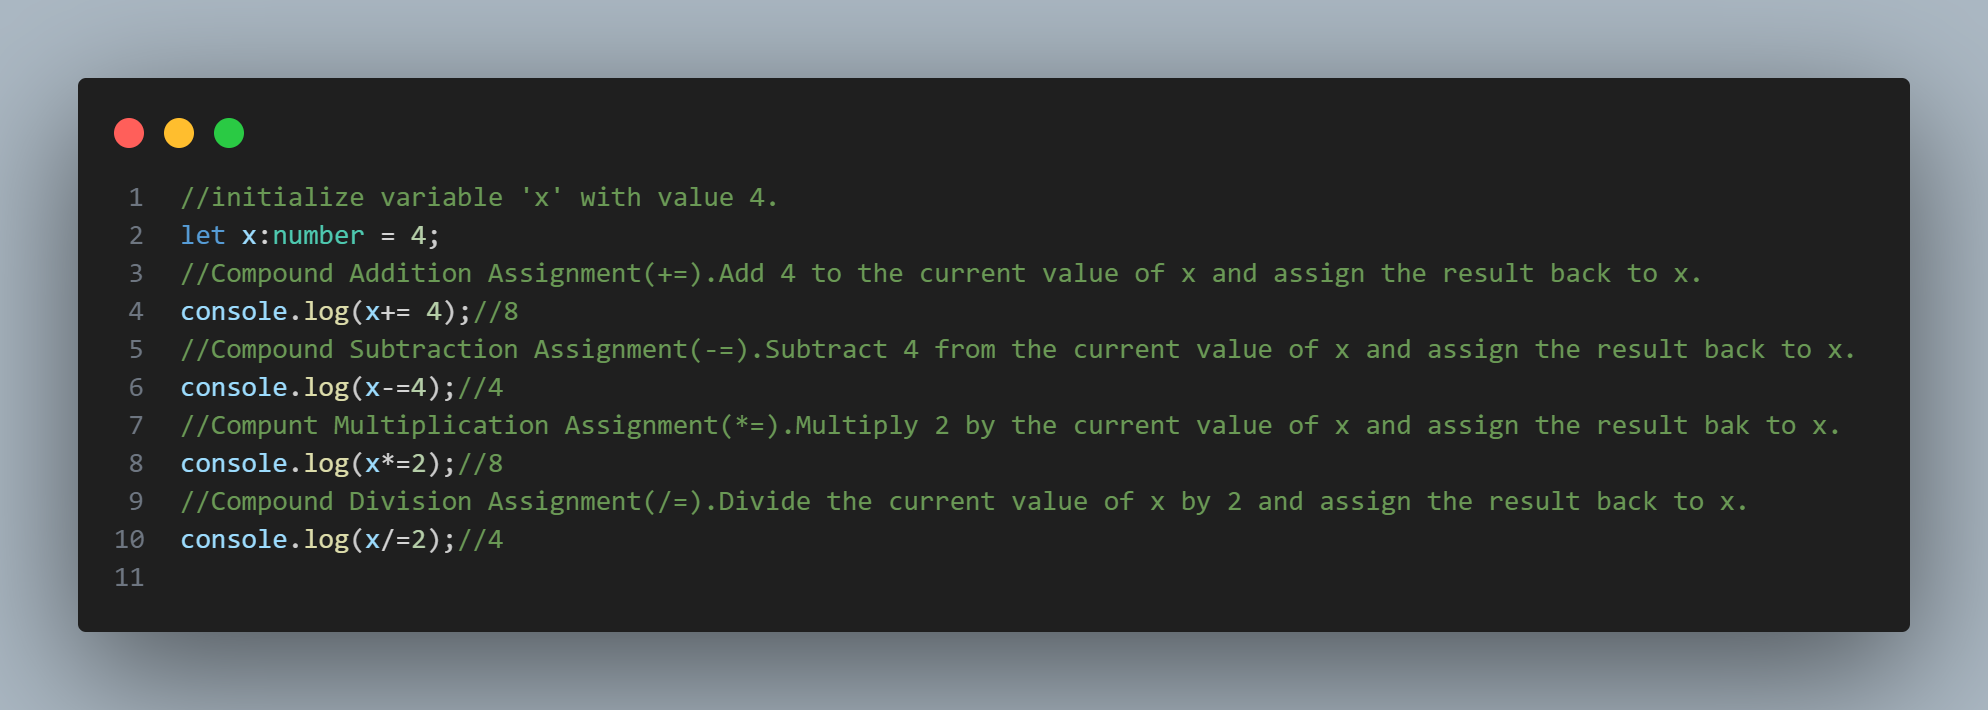 1 //initialize variable 'x' with value 4.
2 let x:number = 4;
3 //Compound Addition Assignment(+=).Add 4 to the current value of x and assign the result back to x.
4 console.log(x+= 4);//8
5 //Compound Subtraction Assignment(-=).Subtract 4 from the current value of x and assign the result back to x.
6 console.log(x-=4);//4
7 //Compunt Multiplication Assignment(*=).Multiply 2 by the current value of x and assign the result bak to x.
8 console.log(x*=2);//8
9 //Compound Division Assignment(/=).Divide the current value of x by 2 and assign the result back to x.
10 console.log(x/=2);//4
11